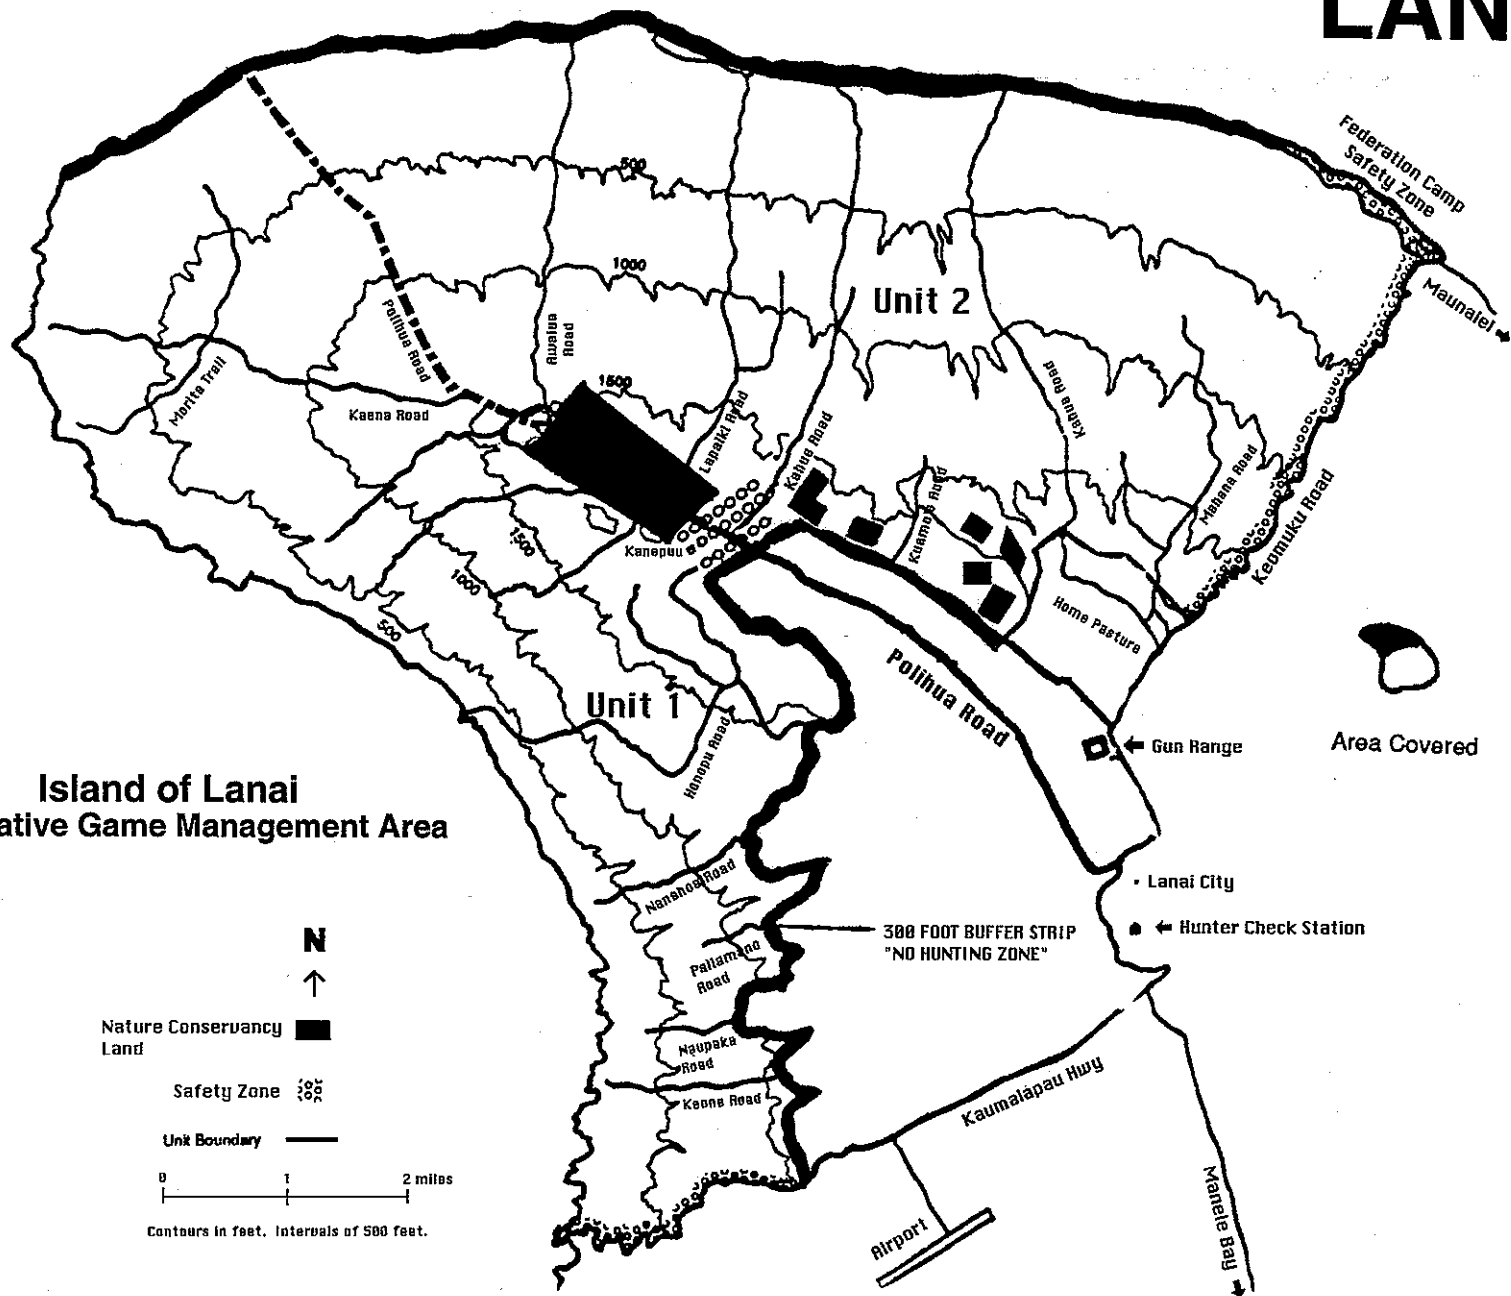 LAN
Federation Camp
Safety Zone
Maunalei
500
1000
Unit 2
Polihua Road
Awalua
Road
1500
Morita Trail
Kaena Road
Lapaiki Road
Kahue Road
Kahua Road
Kuamoo Road
Mahana Road
Keomuku Road
Kanepuu
1500
1000
500
Home Pasture
Polihua Road
Unit 1
Honopu Road
Gun Range
Area Covered
Island of Lanai
ative Game Management Area
Nanahoa Road
Lanai City
300 FOOT BUFFER STRIP
"NO HUNTING ZONE"
Hunter Check Station
N
Pallamano
Road
Nature Conservancy
Land
Naupaka
Road
Safety Zone
Keone Road
Kaumalapau Hwy
Unit Boundary
0 1 2 miles
Contours in feet. Intervals of 500 feet.
Airport
Manele Bay